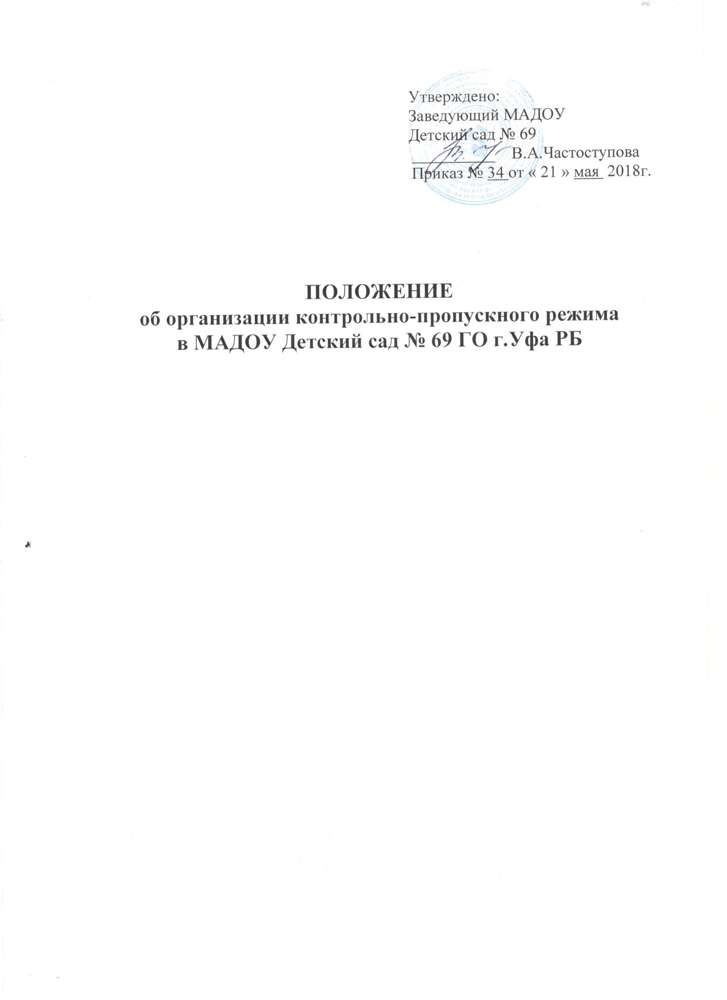 Утверждено:
Заведующий МАДОУ
Детский сад № 69
__________ В.А.Частоступова
Приказ № 34 от « 21 » мая 2018г.
ПОЛОЖЕНИЕ
об организации контрольно-пропускного режима
в МАДОУ Детский сад № 69 ГО г.Уфа РБ